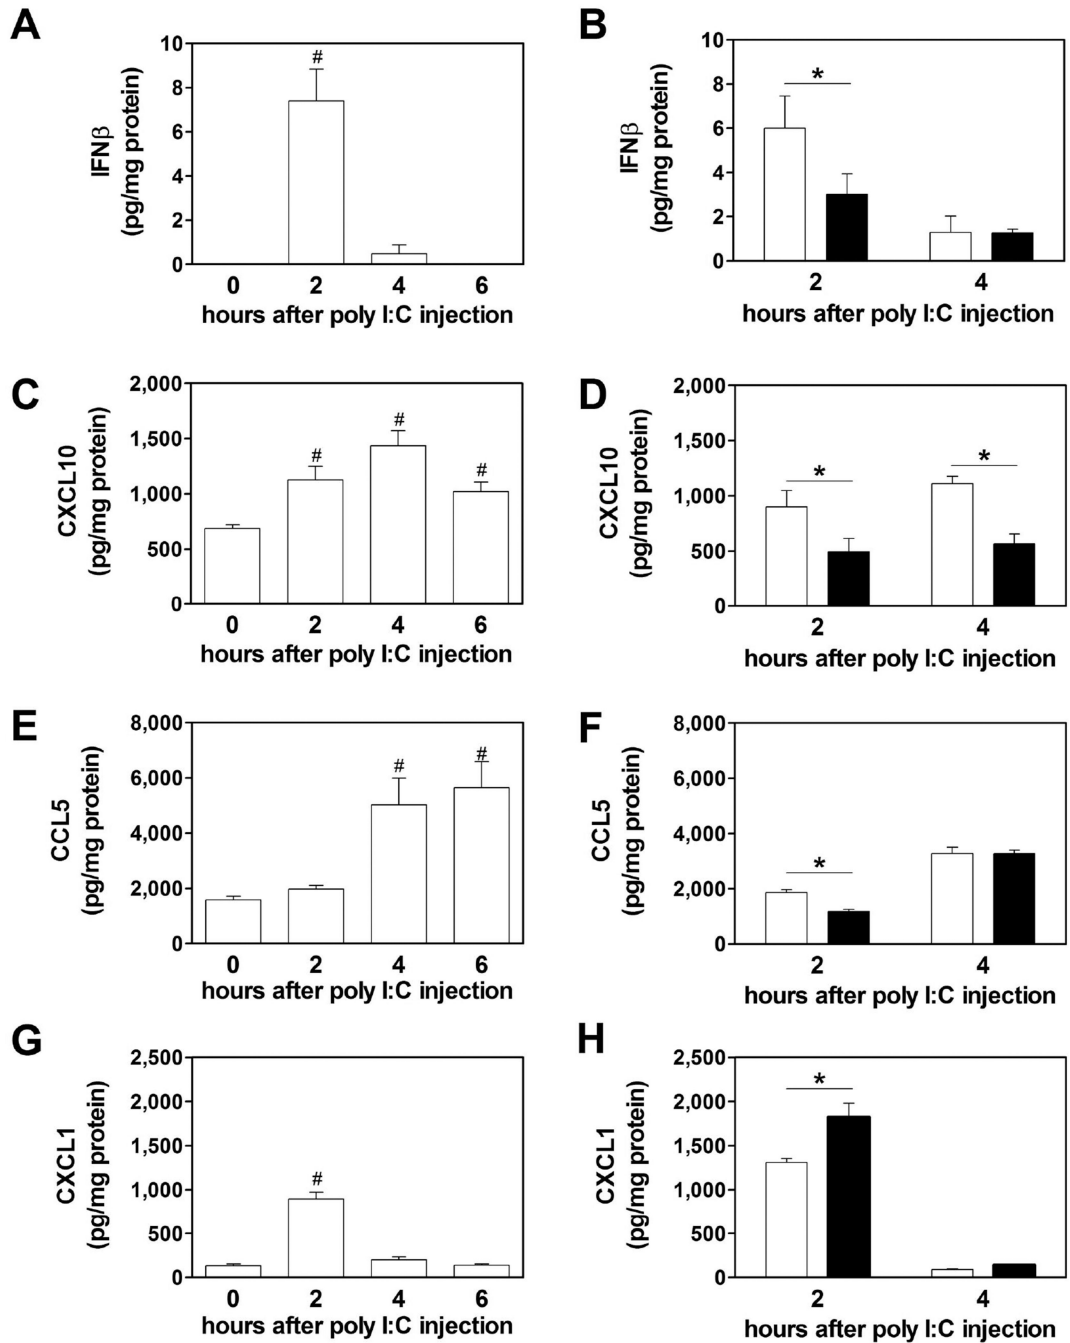 A
IFNβ
(pg/mg protein)
10
8
6
4
2
0
#
0 2 4 6
hours after poly I:C injection
B
IFNβ
(pg/mg protein)
10
8
6
4
2
0
*
2 4
hours after poly I:C injection
C
CXCL10
(pg/mg protein)
2,000
1,500
1,000
500
0
# # #
0 2 4 6
hours after poly I:C injection
D
CXCL10
(pg/mg protein)
2,000
1,500
1,000
500
0
* *
2 4
hours after poly I:C injection
E
CCL5
(pg/mg protein)
8,000
6,000
4,000
2,000
0
# #
0 2 4 6
hours after poly I:C injection
F
CCL5
(pg/mg protein)
8,000
6,000
4,000
2,000
0
*
2 4
hours after poly I:C injection
G
CXCL1
(pg/mg protein)
2,500
2,000
1,500
1,000
500
0
#
0 2 4 6
hours after poly I:C injection
H
CXCL1
(pg/mg protein)
2,500
2,000
1,500
1,000
500
0
*
2 4
hours after poly I:C injection